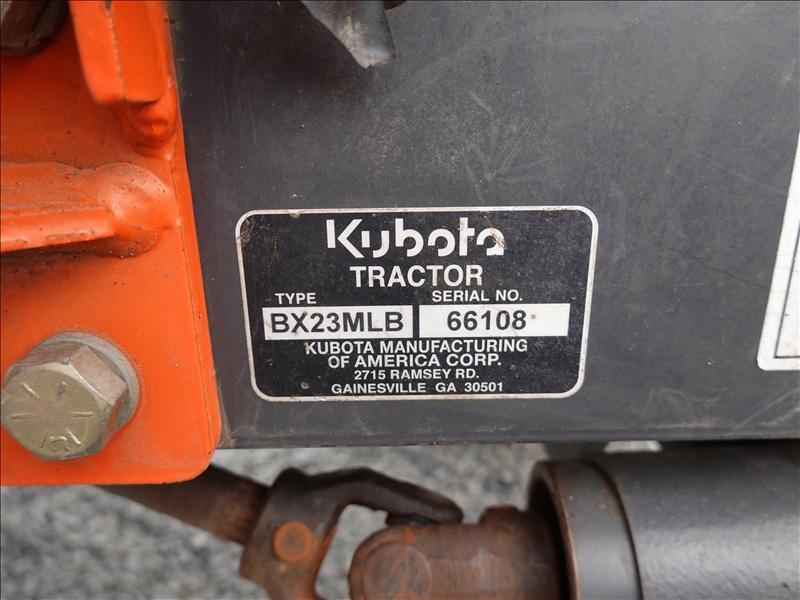 Kubota
TRACTOR
TYPE SERIAL NO.
BX23MLB 66108
KUBOTA MANUFACTURING
OF AMERICA CORP.
2715 RAMSEY RD.
GAINESVILLE GA 30501